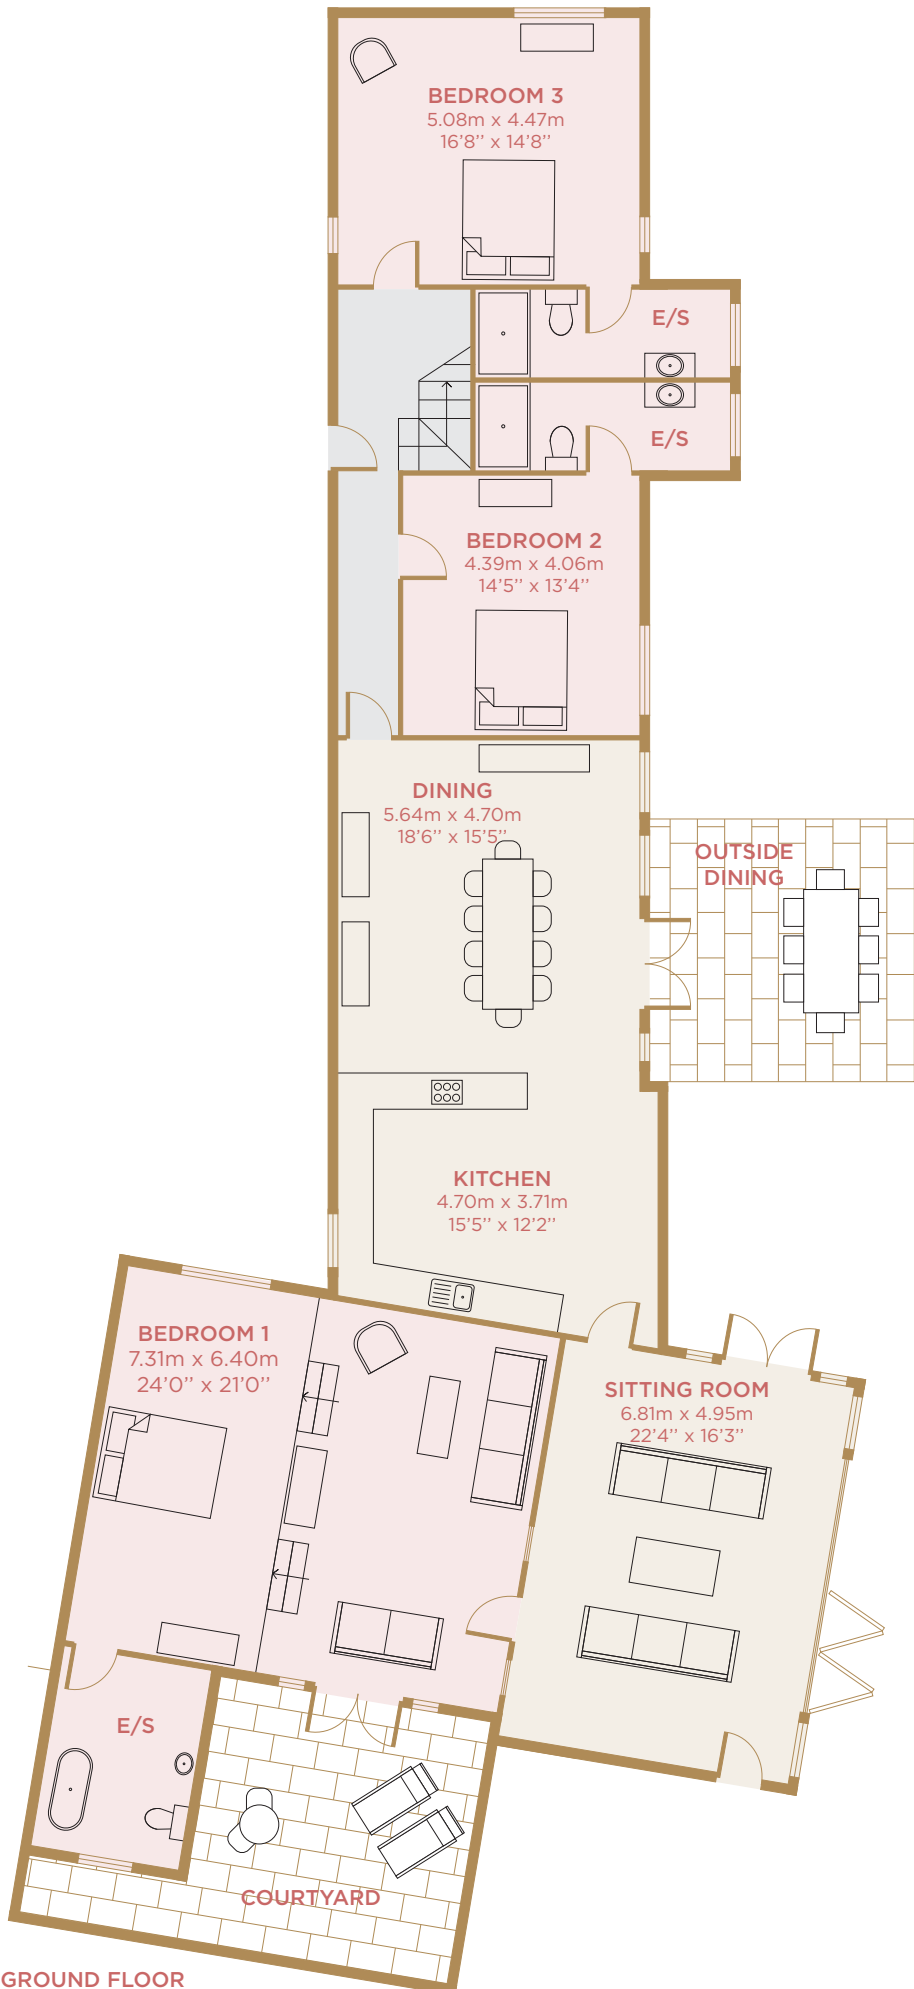 BEDROOM 3
5.08m x 4.47m
16’8’’ x 14’8’’
E/S
E/S
BEDROOM 2
4.39m x 4.06m
14’5’’ x 13’4’’
DINING
5.64m x 4.70m
18’6’’ x 15’5’’
OUTSIDE
DINING
KITCHEN
4.70m x 3.71m
15’5’’ x 12’2’’
BEDROOM 1
7.31m x 6.40m
24’0’’ x 21’0’’
SITTING ROOM
6.81m x 4.95m
22’4’’ x 16’3’’
E/S
COURTYARD
GROUND FLOOR